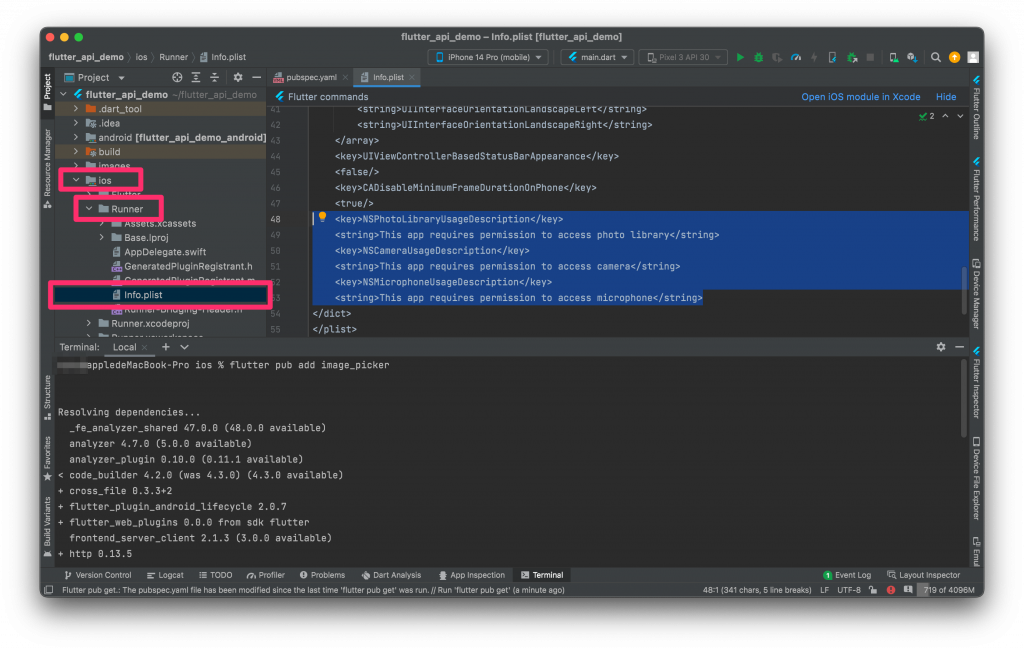 flutter_api_demo – Info.plist [flutter_api_demo]
flutter_api_demo ios Runner Info.plist
iPhone 14 Pro (mobile)
main.dart
Pixel 3 API 30
Project
pubspec.yaml
Info.plist
flutter_api_demo ~/flutter_api_demo
.dart_tool
.idea
android [flutter_api_demo_android]
build
images
ios
Flutter
Runner
Assets.xcassets
Base.lproj
AppDelegate.swift
GeneratedPluginRegistrant.h
GeneratedPluginRegistrant.m
Info.plist
Runner-Bridging-Header.h
Runner.xcodeproj
Runner.xcworkspace
Flutter commands
Open iOS module in Xcode Hide
2
41 <string>UIInterfaceOrientationLandscapeLeft</string>
42 <string>UIInterfaceOrientationLandscapeRight</string>
43 </array>
44 <key>UIViewControllerBasedStatusBarAppearance</key>
45 <false/>
46 <key>CADisableMinimumFrameDurationOnPhone</key>
47 <true/>
48 <key>NSPhotoLibraryUsageDescription</key>
49 <string>This app requires permission to access photo library</string>
50 <key>NSCameraUsageDescription</key>
51 <string>This app requires permission to access camera</string>
52 <key>NSMicrophoneUsageDescription</key>
53 <string>This app requires permission to access microphone</string>
54 </dict>
55 </plist>
Terminal: Local
appledeMacBook-Pro ios % flutter pub add image_picker
Resolving dependencies...
_fe_analyzer_shared 47.0.0 (48.0.0 available)
analyzer 4.7.0 (5.0.0 available)
analyzer_plugin 0.10.0 (0.11.1 available)
< code_builder 4.2.0 (was 4.3.0) (4.3.0 available)
+ cross_file 0.3.3+2
+ flutter_plugin_android_lifecycle 2.0.7
+ flutter_web_plugins 0.0.0 from sdk flutter
frontend_server_client 2.1.3 (3.0.0 available)
+ http 0.13.5
Project
Resource Manager
Structure
Favorites
Build Variants
Flutter Outline
Flutter Performance
Device Manager
Flutter Inspector
Device File Explorer
Emul
Version Control
Logcat
TODO
Profiler
Problems
Dart Analysis
App Inspection
Terminal
1 Event Log
Layout Inspector
Flutter pub get.: The pubspec.yaml file has been modified since the last time 'flutter pub get' was run. // Run 'flutter pub get' (a minute ago)
48:1 (341 chars, 5 line breaks) LF UTF-8
719 of 4096M